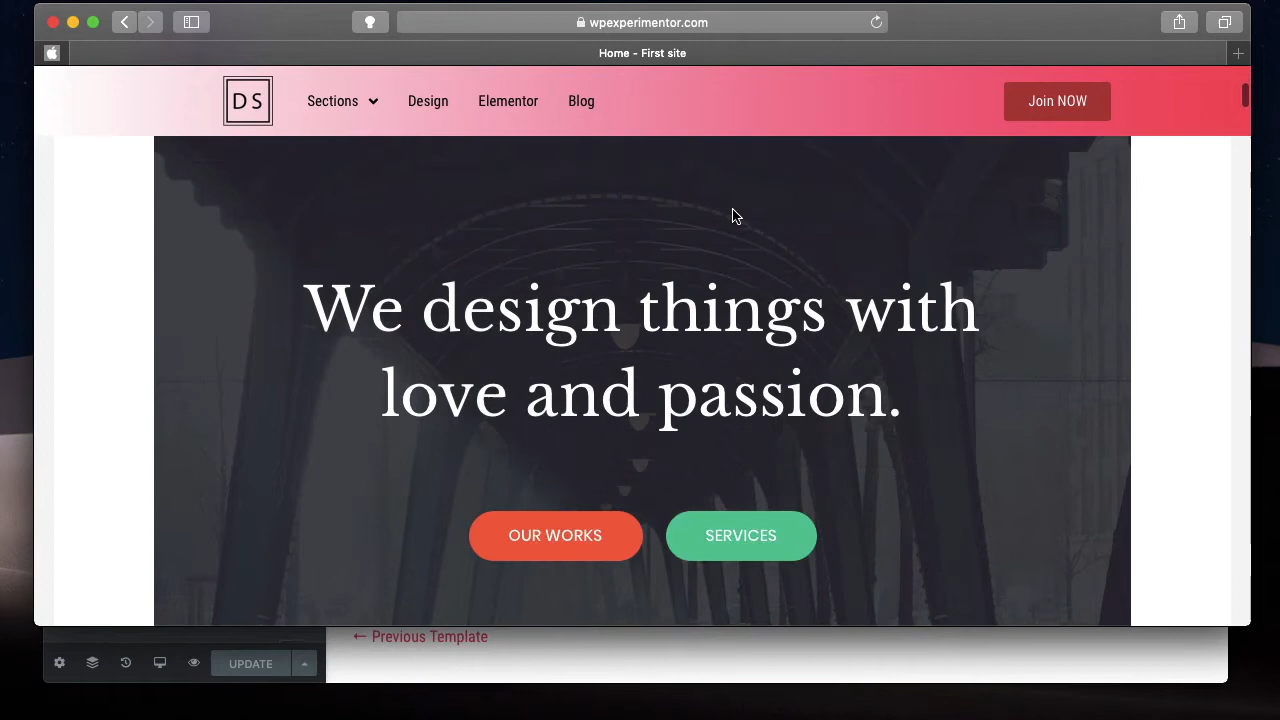 wpexperimentor.com
Home - First site
DS
Sections
Design
Elementor
Blog
Join NOW
We design things with
love and passion.
OUR WORKS
SERVICES
← Previous Template
UPDATE